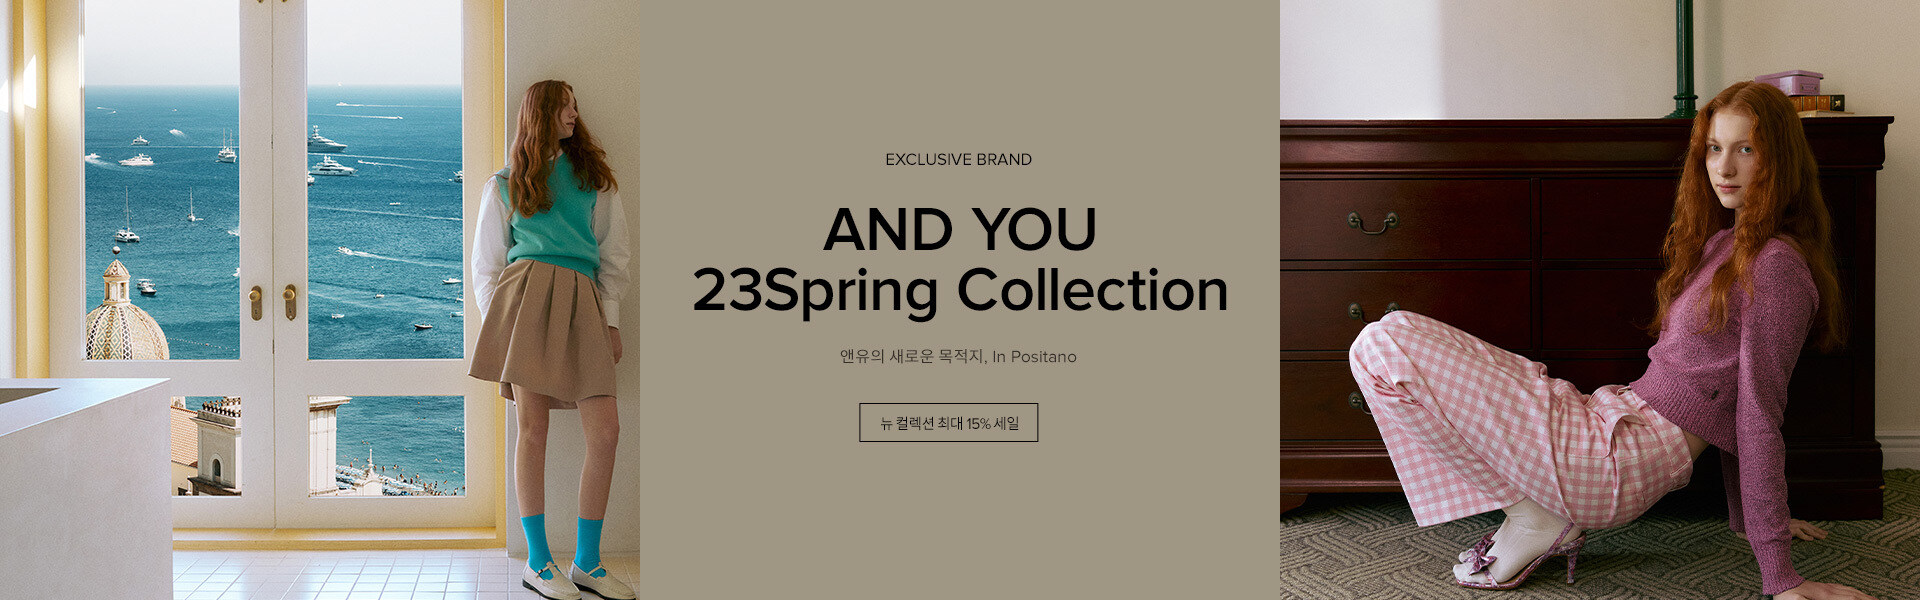 EXCLUSIVE BRAND
AND YOU
23Spring Collection
앤유의 새로운 목적지, In Positano
뉴 컬렉션 최대 15% 세일